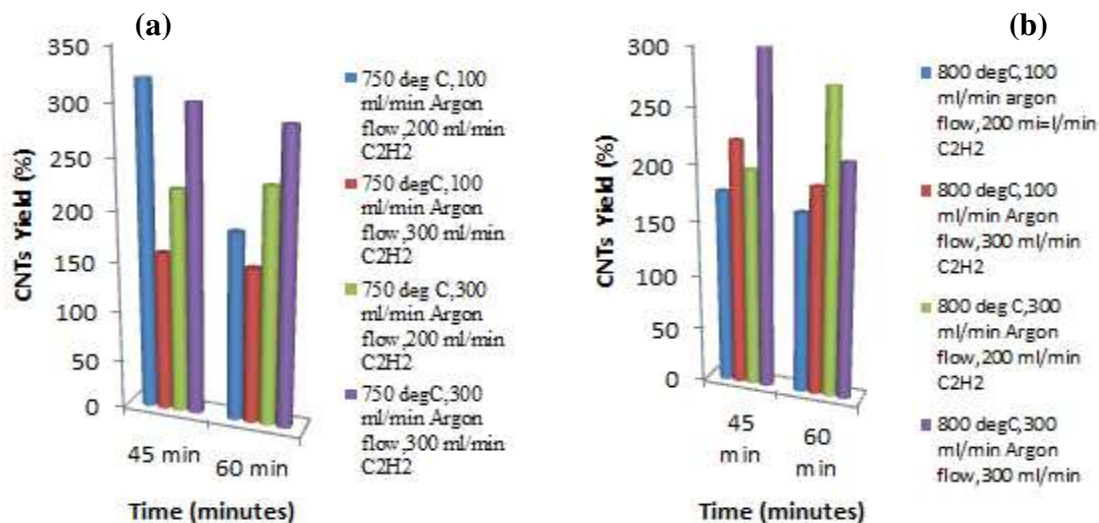 (a)
CNTs Yield (%)
350
300
250
200
150
100
50
0
45 min
60 min
Time (minutes)
750 deg C,100
ml/min Argon
flow,200 ml/min
C2H2
750 degC,100
ml/min Argon
flow,300 ml/min
C2H2
750 deg C,300
ml/min Argon
flow,200 ml/min
C2H2
750 degC,300
ml/min Argon
flow,300 ml/min
C2H2
(b)
CNTs Yield (%)
300
250
200
150
100
50
0
45
min
60
min
Time (minutes)
800 degC,100
ml/min argon
flow,200 mi=l/min
C2H2
800 degC,100
ml/min Argon
flow,300 ml/min
C2H2
800 deg C,300
ml/min Argon
flow,200 ml/min
C2H2
800 degC,300
ml/min Argon
flow,300 ml/min